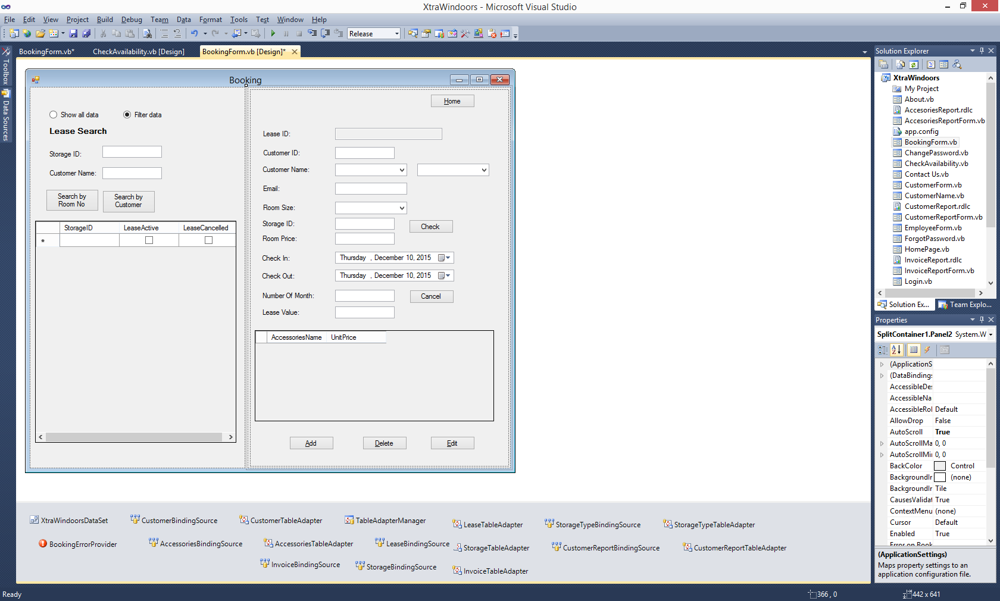 XtraWindoors - Microsoft Visual Studio
File Edit View Project Build Debug Team Data Format Tools Test Window Help
Release
BookingForm.vb* CheckAvailability.vb [Design] BookingForm.vb [Design]*
Toolbox
Data Sources
Booking
Show all data Filter data
Lease Search
Storage ID:
Customer Name:
Search by Room No
Search by Customer
StorageID LeaseActive LeaseCancelled
*
Home
Lease ID:
Customer ID:
Customer Name:
Email:
Room Size:
Storage ID:
Check
Room Price:
Check In: Thursday , December 10, 2015
Check Out: Thursday , December 10, 2015
Number Of Month:
Cancel
Lease Value:
AccessoriesName UnitPrice
Add Delete Edit
XtraWindoorsDataSet CustomerBindingSource CustomerTableAdapter TableAdapterManager LeaseTableAdapter StorageTypeBindingSource StorageTypeTableAdapter
BookingErrorProvider AccessoriesBindingSource AccessoriesTableAdapter LeaseBindingSource StorageTableAdapter CustomerReportBindingSource CustomerReportTableAdapter
InvoiceBindingSource StorageBindingSource InvoiceTableAdapter
Solution Explorer
XtraWindoors
My Project
About.vb
AccesoriesReport.rdlc
AccesoriesReportForm.vb
app.config
BookingForm.vb
ChangePassword.vb
CheckAvailability.vb
Contact Us.vb
CustomerForm.vb
CustomerName.vb
CustomerReport.rdlc
CustomerReportForm.vb
EmployeeForm.vb
ForgotPassword.vb
HomePage.vb
InvoiceReport.rdlc
InvoiceReportForm.vb
Login.vb
Solution Ex... Team Explo...
Properties
SplitContainer1.Panel2 System.W
(ApplicationS
(DataBindings
AccessibleDes
AccessibleNa
AccessibleRol Default
AllowDrop False
AutoScroll True
AutoScrollMa 0, 0
AutoScrollMin 0, 0
BackColor Control
BackgroundIr (none)
BackgroundIr Tile
CausesValidat True
ContextMenu (none)
Cursor Default
Enabled True
Error on Book
(ApplicationSettings)
Maps property settings to an
application configuration file.
Ready 366 , 0 442 x 641